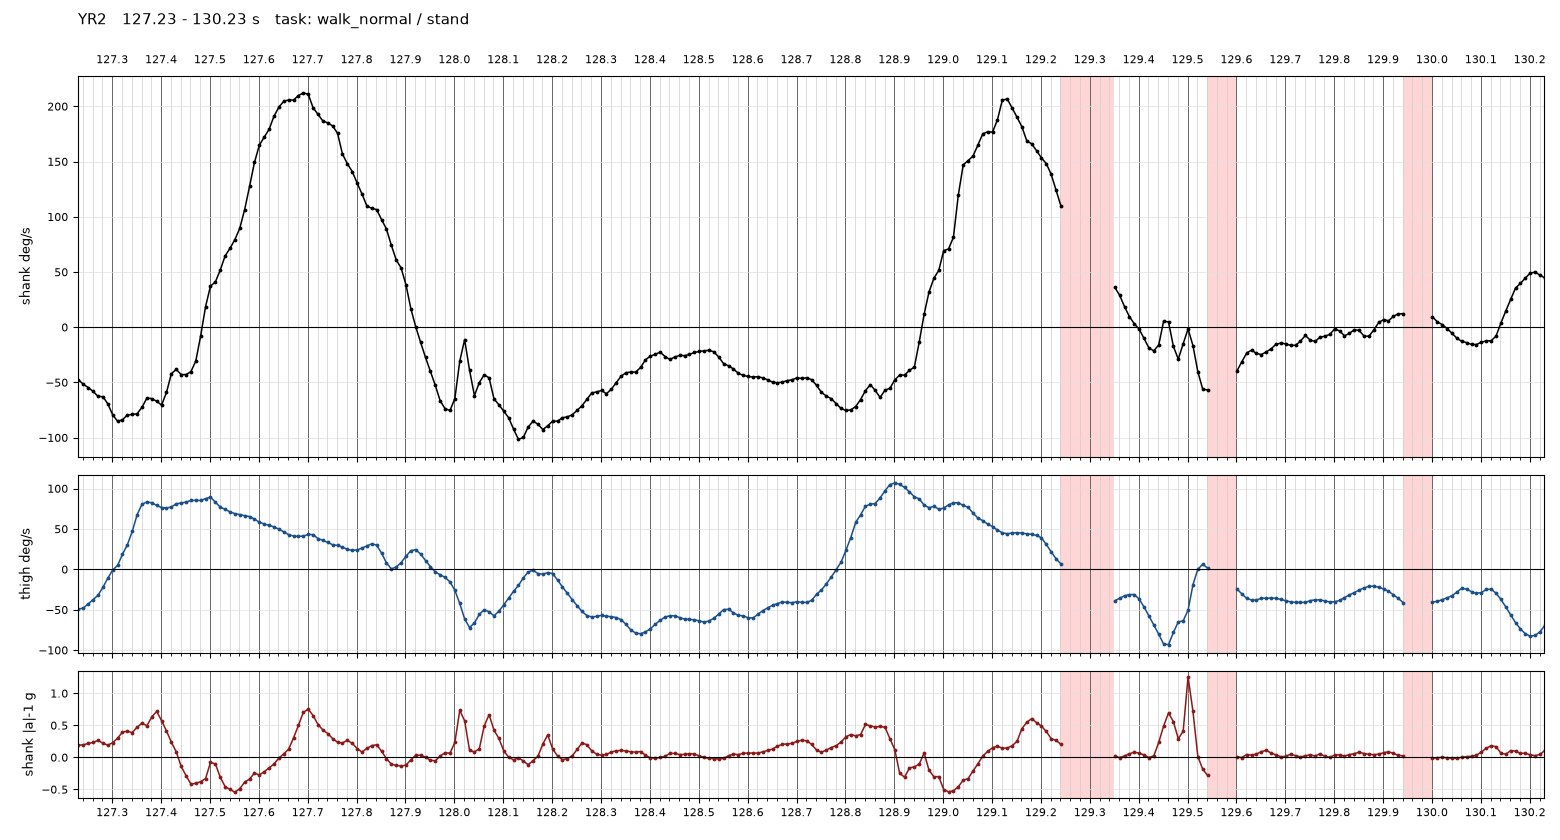 YR2   127.23 - 130.23 s   task: walk_normal / stand
127.3 127.4 127.5 127.6 127.7 127.8 127.9 128.0 128.1 128.2 128.3 128.4 128.5 128.6 128.7 128.8 128.9 129.0 129.1 129.2 129.3 129.4 129.5 129.6 129.7 129.8 129.9 130.0 130.1 130.2
shank deg/s
200
150
100
50
0
−50
−100
thigh deg/s
100
50
0
−50
−100
shank |a|-1 g
1.0
0.5
0.0
−0.5
127.3 127.4 127.5 127.6 127.7 127.8 127.9 128.0 128.1 128.2 128.3 128.4 128.5 128.6 128.7 128.8 128.9 129.0 129.1 129.2 129.3 129.4 129.5 129.6 129.7 129.8 129.9 130.0 130.1 130.2